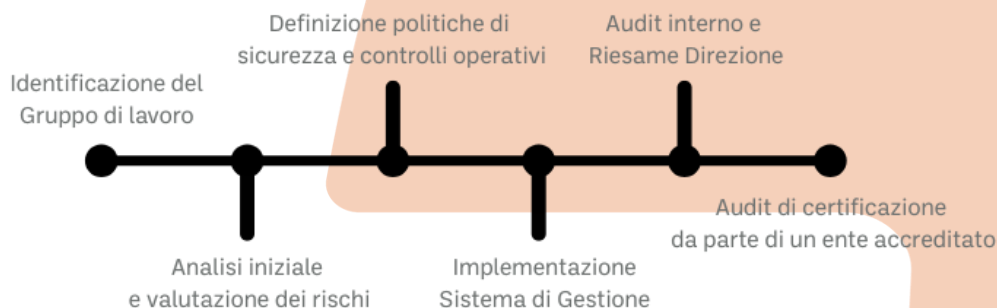 Identificazione del
Gruppo di lavoro
Analisi iniziale
e valutazione dei rischi
Definizione politiche di
sicurezza e controlli operativi
Implementazione
Sistema di Gestione
Audit interno e
Riesame Direzione
Audit di certificazione
da parte di un ente accreditato